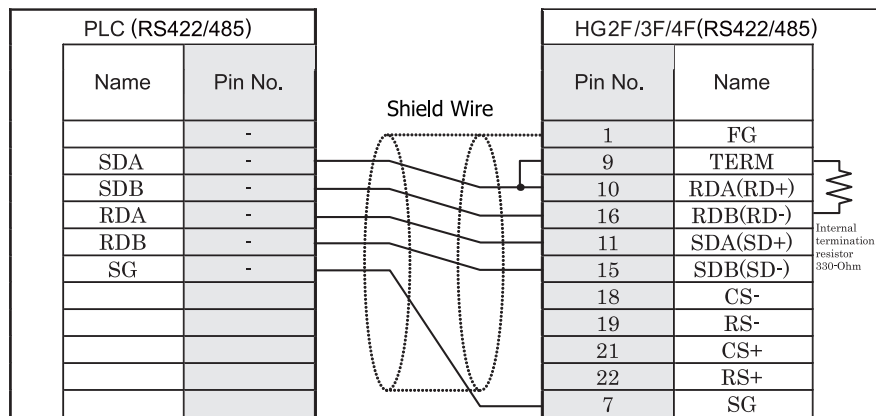 PLC (RS422/485) HG2F/3F/4F(RS422/485)
Name Pin No. Pin No. Name
Shield Wire
- 1 FG
SDA - 9 TERM
SDB - 10 RDA(RD+)
RDA - 16 RDB(RD-)
RDB - 11 SDA(SD+)
SG - 15 SDB(SD-)
18 CS-
19 RS-
21 CS+
22 RS+
7 SG
Internal
termination
resistor
330-Ohm